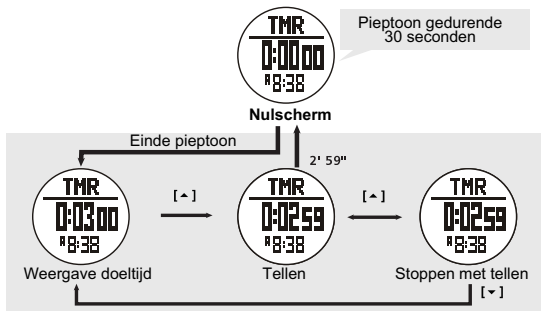 TMR
0:00 00
A 8:38
Pieptoon gedurende
30 seconden
Nulscherm
Einde pieptoon
2' 59"
TMR
0:03 00
A 8:38
Weergave doeltijd
[ ▲ ]
TMR
0:02 59
A 8:38
Tellen
[ ▲ ]
TMR
0:02 59
A 8:38
Stoppen met tellen
[ ▼ ]